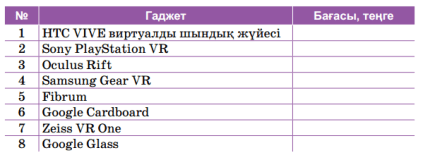 № Гаджет Бағасы, теңге
1 HTC VIVE виртуалды шындық жүйесі
2 Sony PlayStation VR
3 Oculus Rift
4 Samsung Gear VR
5 Fibrum
6 Google Cardboard
7 Zeiss VR One
8 Google Glass